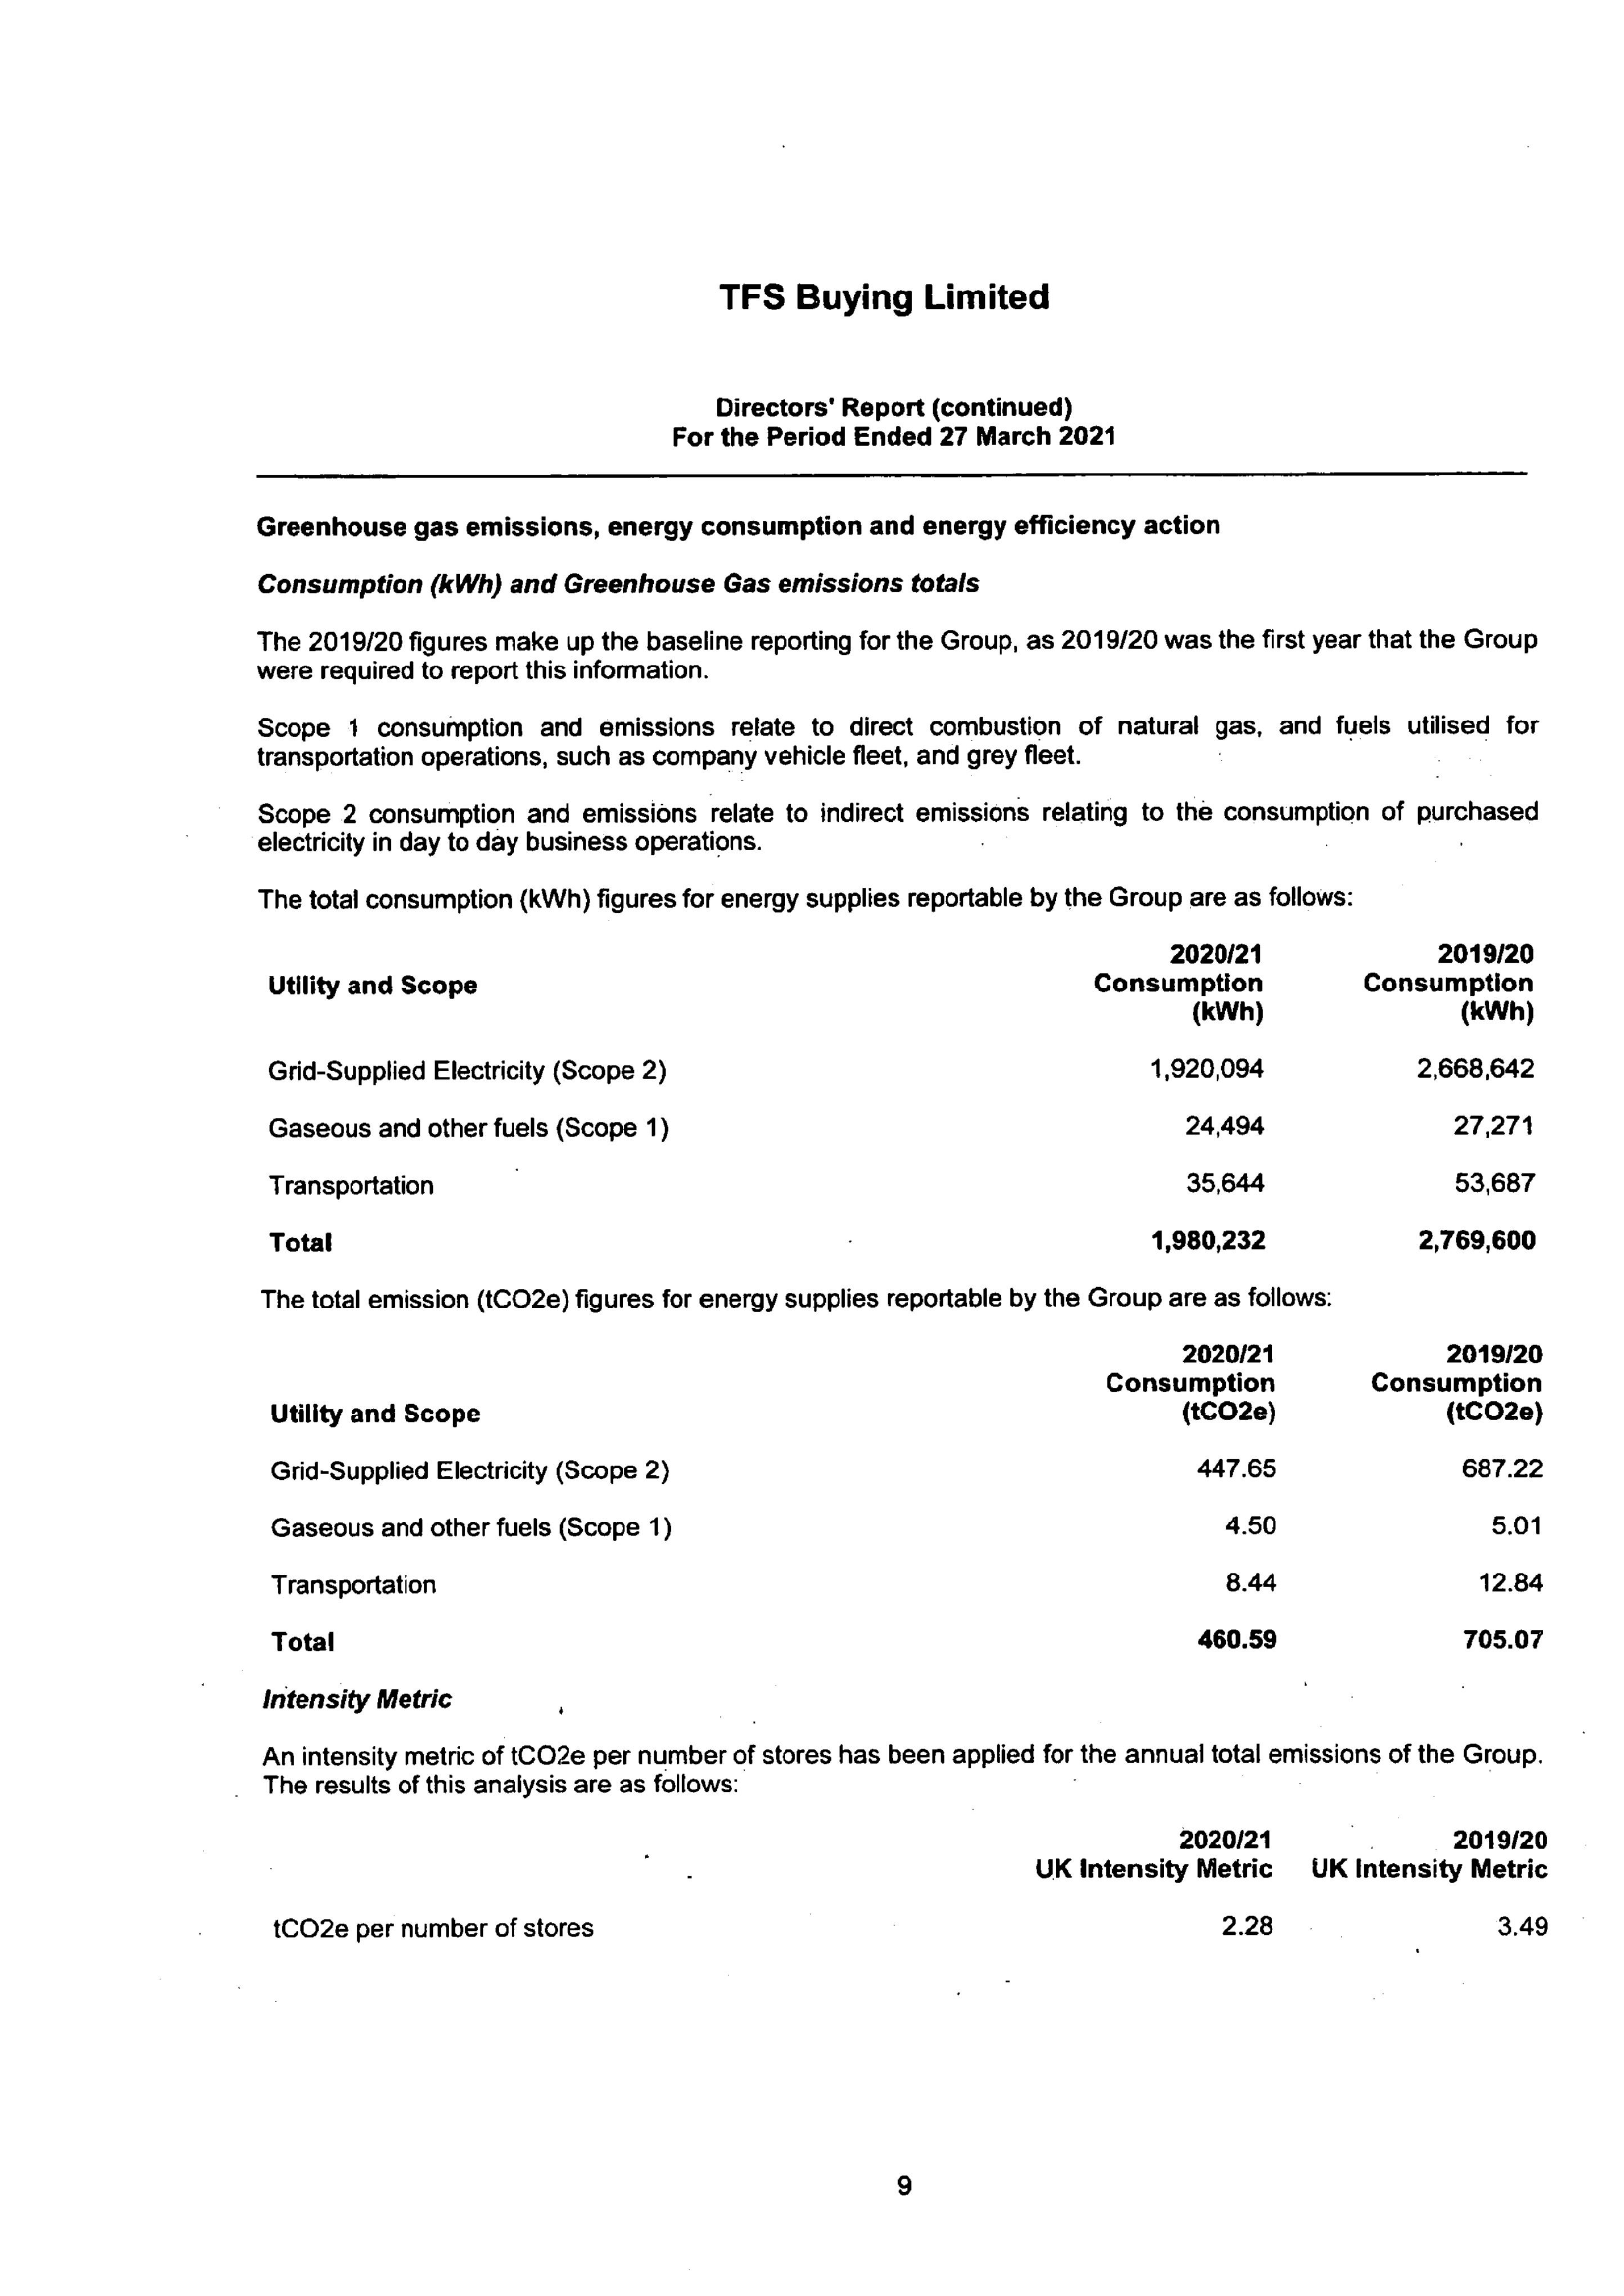 TFS Buying Limited
Directors' Report (continued)
For the Period Ended 27 March 2021
Greenhouse gas emissions, energy consumption and energy efficiency action
Consumption (kWh) and Greenhouse Gas emissions totals
The 2019/20 figures make up the baseline reporting for the Group, as 2019/20 was the first year that the Group
were required to report this information.
Scope 1 consumption and emissions relate to direct combustion of natural gas, and fuels utilised for
transportation operations, such as company vehicle fleet, and grey fleet.
Scope 2 consumption and emissions relate to indirect emissions relating to the consumption of purchased
electricity in day to day business operations.
The total consumption (kWh) figures for energy supplies reportable by the Group are as follows:
2020/21 2019/20
Utility and Scope Consumption Consumption
(kWh) (kWh)
Grid-Supplied Electricity (Scope 2) 1,920,094 2,668,642
Gaseous and other fuels (Scope 1) 24,494 27,271
Transportation 35,644 53,687
Total 1,980,232 2,769,600
The total emission (tCO2e) figures for energy supplies reportable by the Group are as follows:
2020/21 2019/20
Consumption Consumption
Utility and Scope (tCO2e) (tCO2e)
Grid-Supplied Electricity (Scope 2) 447.65 687.22
Gaseous and other fuels (Scope 1) 4.50 5.01
Transportation 8.44 12.84
Total 460.59 705.07
Intensity Metric
An intensity metric of tCO2e per number of stores has been applied for the annual total emissions of the Group.
The results of this analysis are as follows:
2020/21 2019/20
UK Intensity Metric UK Intensity Metric
tCO2e per number of stores 2.28 3.49
9